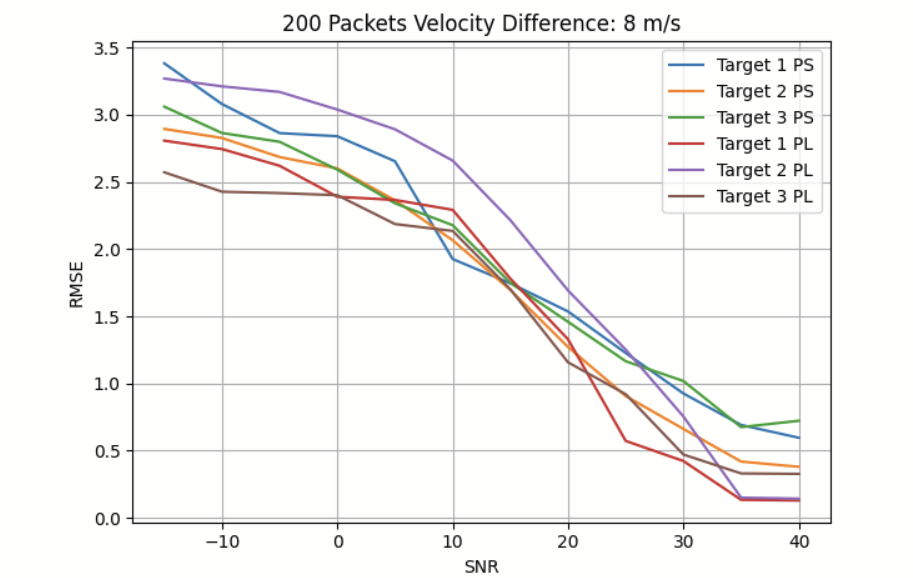 200 Packets Velocity Difference: 8 m/s
3.5
3.0
2.5
2.0
1.5
1.0
0.5
0.0
RMSE
Target 1 PS
Target 2 PS
Target 3 PS
Target 1 PL
Target 2 PL
Target 3 PL
−10 0 10 20 30 40
SNR